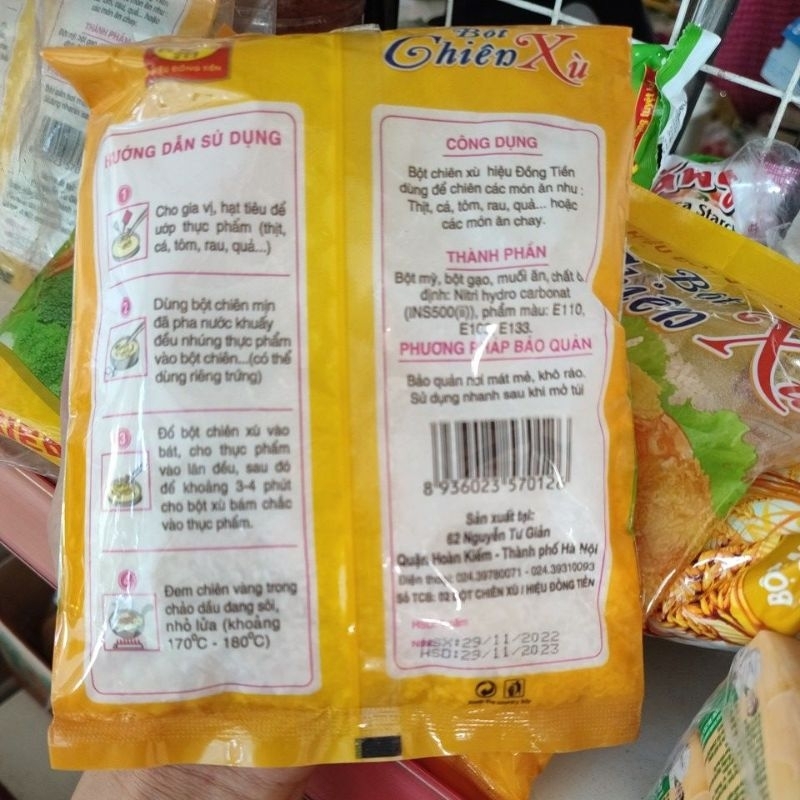 Bột
Chiên Xù
HIỆU ĐỒNG TIỀN
HƯỚNG DẪN SỬ DỤNG
1
Cho gia vị, hạt tiêu để
ướp thực phẩm (thịt,
cá, tôm, rau, quả...)
2
Dùng bột chiên mịn
đã pha nước khuấy
đều nhúng thực phẩm
vào bột chiên...(có thể
dùng riêng trứng)
3
Đổ bột chiên xù vào
bát, cho thực phẩm
vào lăn đều, sau đó
để khoảng 3-4 phút
cho bột xù bám chắc
vào thực phẩm.
4
Đem chiên vàng trong
chảo dầu đang sôi,
nhỏ lửa (khoảng
170°C - 180°C)
CÔNG DỤNG
Bột chiên xù hiệu Đồng Tiền
dùng để chiên các món ăn như :
Thịt, cá, tôm, rau, quả... hoặc
các món ăn chay.
THÀNH PHẦN
Bột mỳ, bột gạo, muối ăn, chất ổ
định: Nitri hydro carbonat
(INS500(ii)), phẩm màu: E110,
E102, E133.
PHƯƠNG PHÁP BẢO QUẢN
Bảo quản nơi mát mẻ, khô ráo.
Sử dụng nhanh sau khi mở túi
8 936023 570128
Sản xuất tại:
62 Nguyễn Tư Giản
Quận Hoàn Kiếm - Thành phố Hà Nội
Điện thoại: 024.39780071 - 024.39310093
Số TCB: 02 BỘT CHIÊN XÙ / HIỆU ĐỒNG TIỀN
NSX:29/11/2022
HSD:29/11/2023
THÀNH PHẦN
Bột
Chiên
Starch